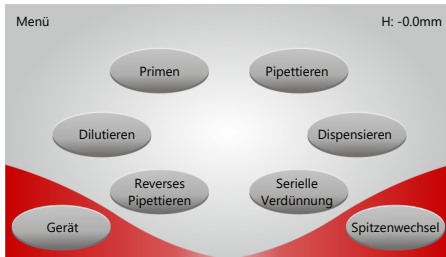 Menü
H: -0.0mm
Primen
Pipettieren
Dilutieren
Dispensieren
Reverses
Pipettieren
Serielle
Verdünnung
Gerät
Spitzenwechsel